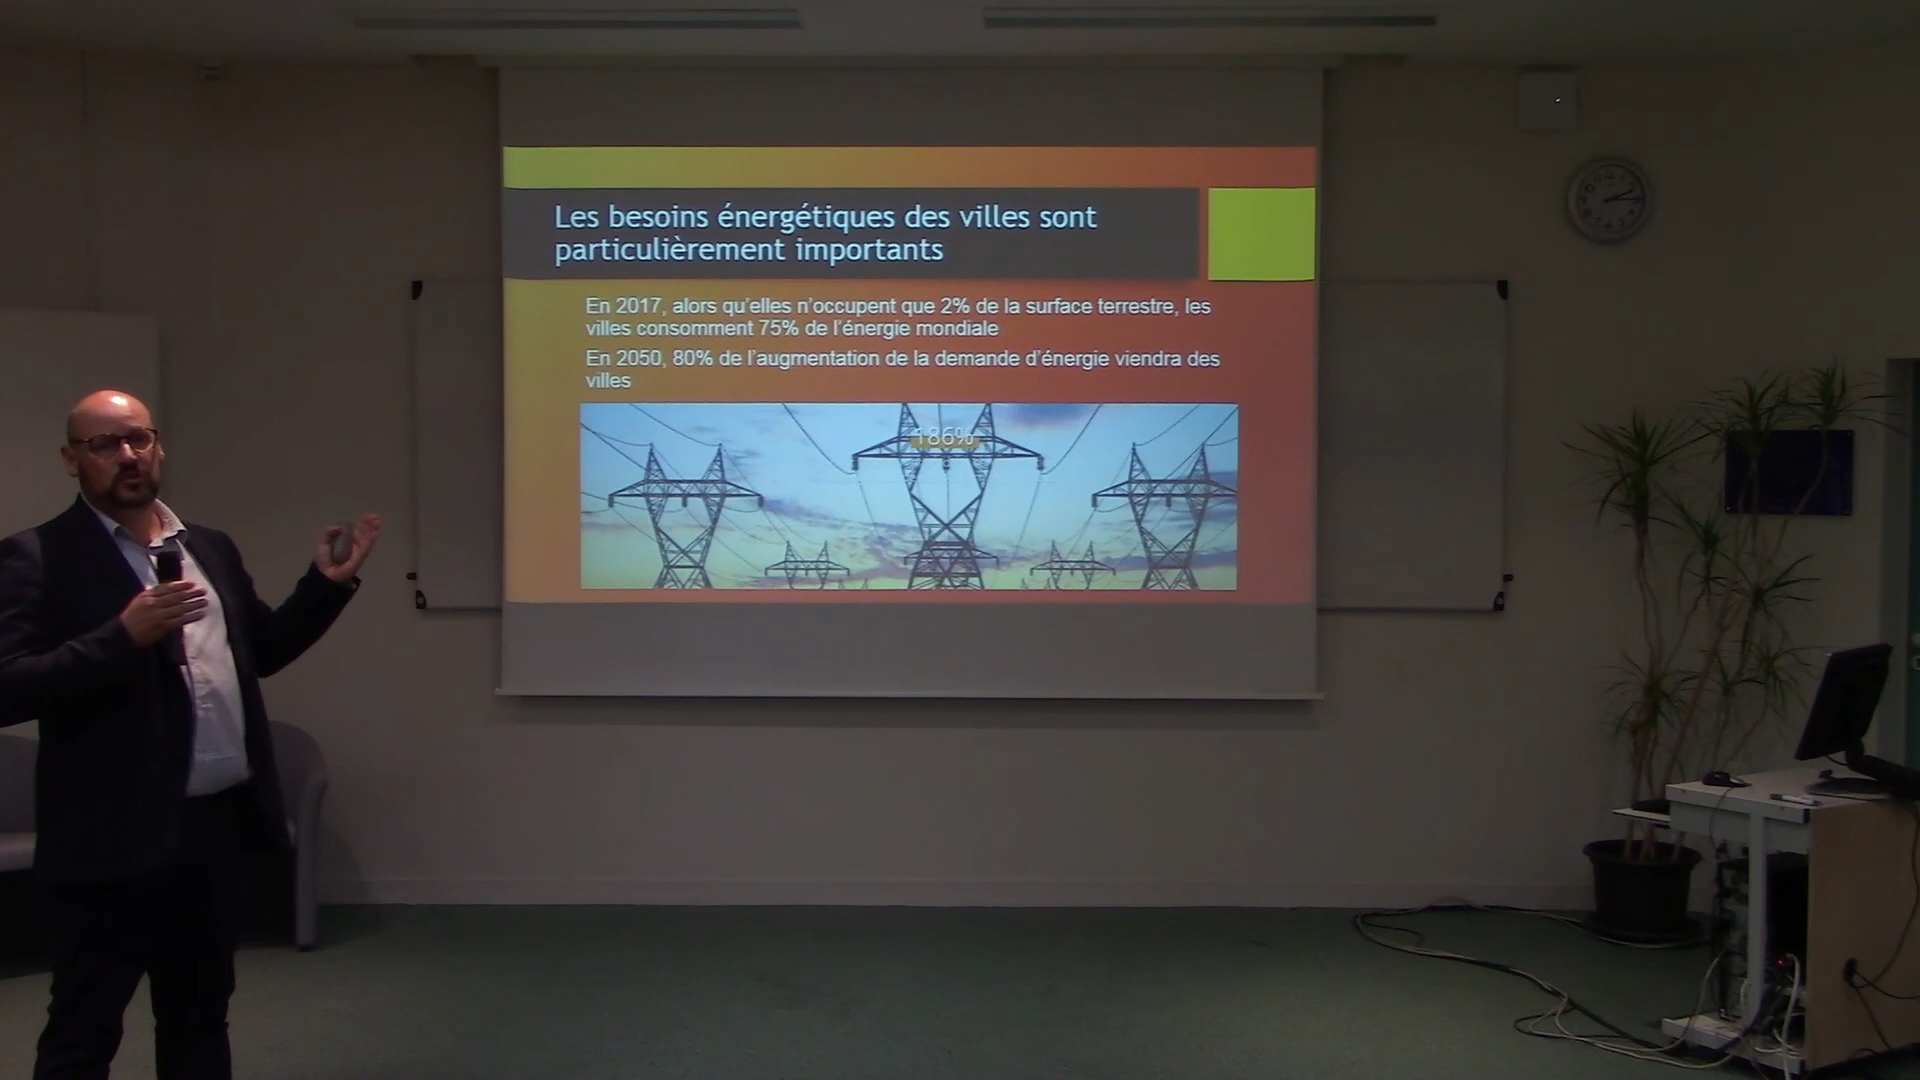 Les besoins énergétiques des villes sont
particulièrement importants
En 2017, alors qu'elles n'occupent que 2% de la surface terrestre, les
villes consomment 75% de l'énergie mondiale
En 2050, 80% de l'augmentation de la demande d'énergie viendra des
villes
186%